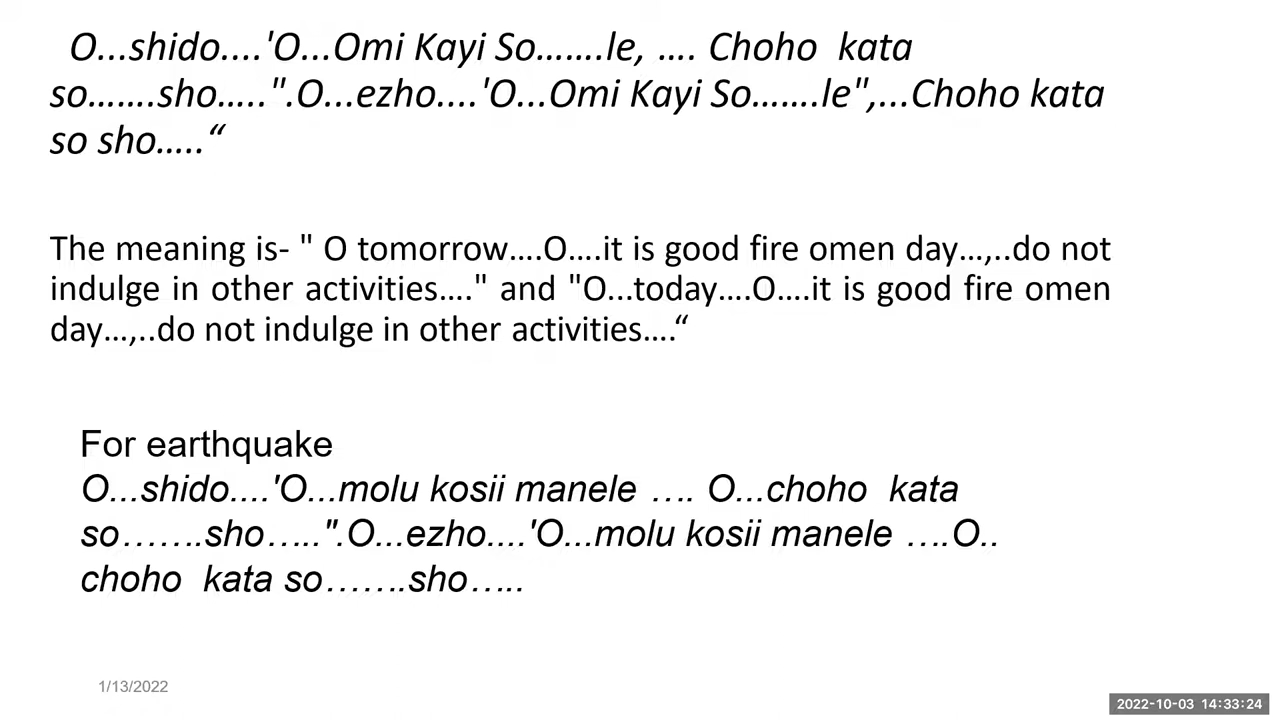 O...shido....'O...Omi Kayi So…….le, …. Choho kata
so…….sho…..".O...ezho....'O...Omi Kayi So…….le",...Choho kata
so sho…..“
The meaning is- " O tomorrow….O….it is good fire omen day…,..do not
indulge in other activities…." and "O...today….O….it is good fire omen
day…,..do not indulge in other activities….“
For earthquake
O...shido....'O...molu kosii manele …. O...choho kata
so…….sho…..".O...ezho....'O...molu kosii manele ….O..
choho kata so…….sho…..
1/13/2022
2022-10-03 14:33:24